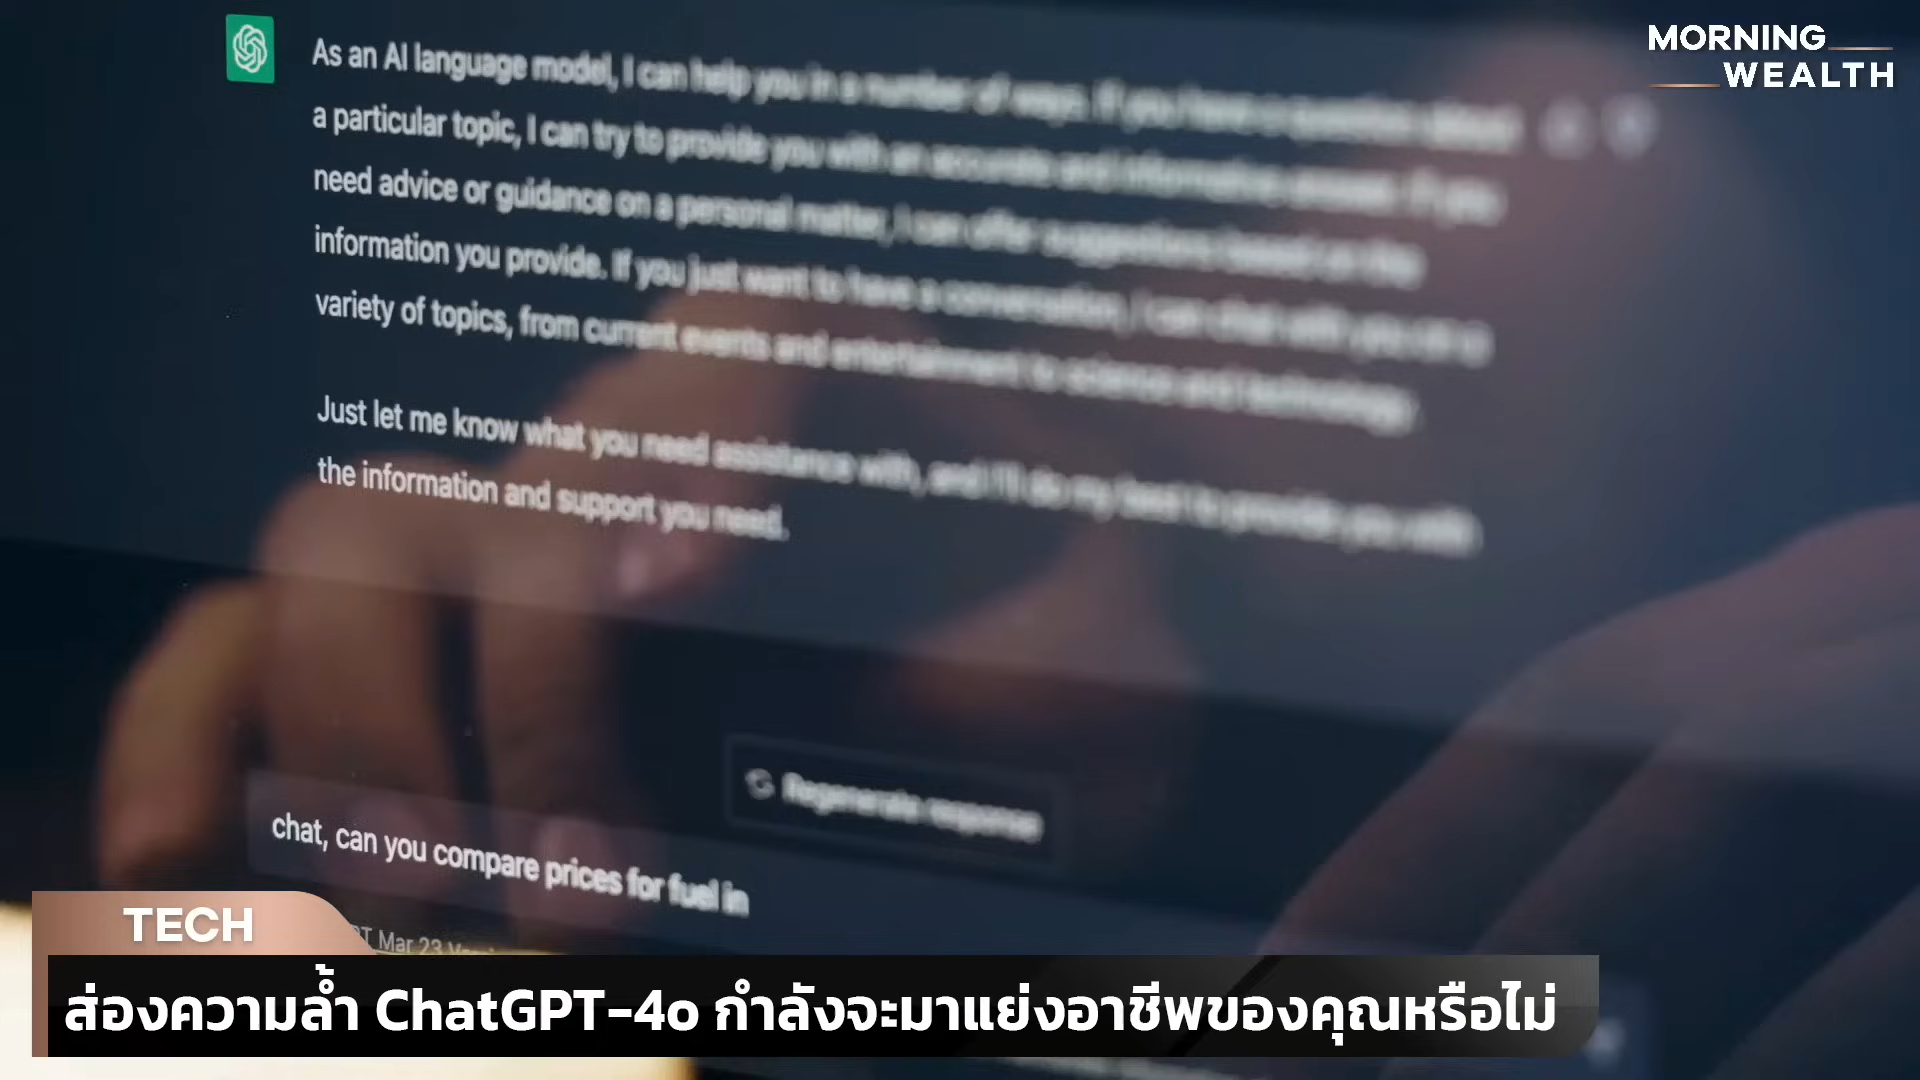 MORNING
WEALTH
As an AI language model, I can help you in a number of ways. If you have a question about
a particular topic, I can try to provide you with an accurate and informative answer. If you
need advice or guidance on a personal matter, I can offer suggestions based on the
information you provide. If you just want to have a conversation, I can chat with you on a
variety of topics, from current events and entertainment to science and technology.
Just let me know what you need assistance with, and I'll do my best to provide you with
the information and support you need.
Regenerate response
chat, can you compare prices for fuel in
Mar 23
TECH
ส่องความล้ำ ChatGPT-4o กำลังจะมาแย่งอาชีพของคุณหรือไม่